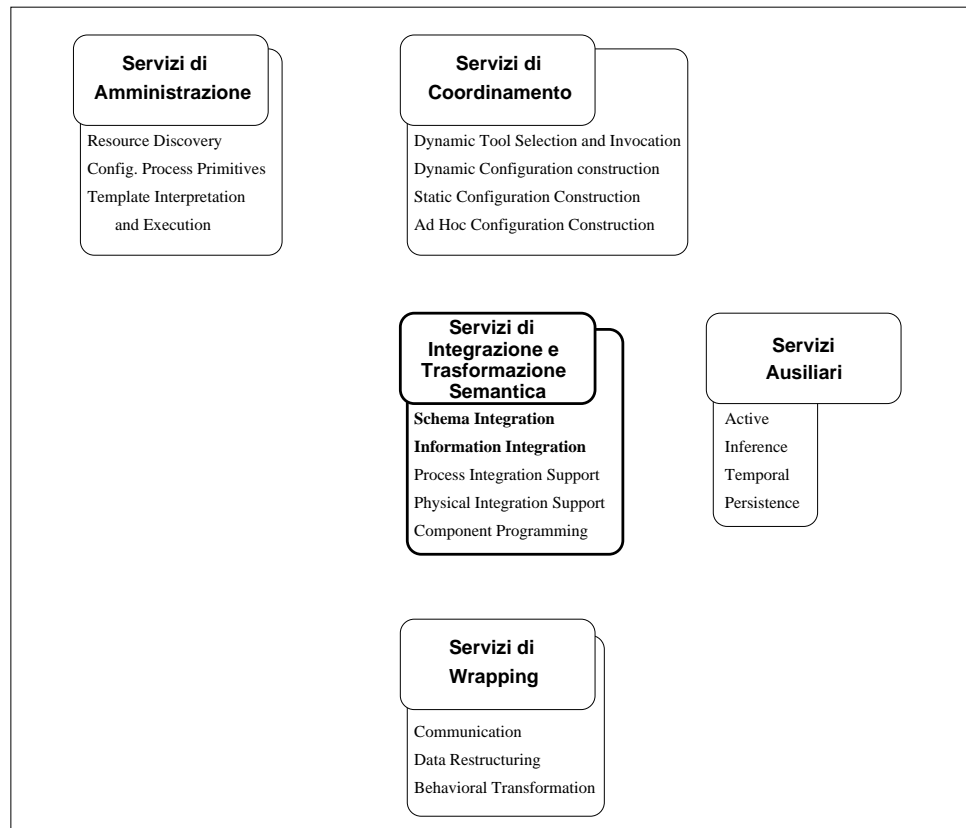 Servizi di
Amministrazione
Resource Discovery
Config. Process Primitives
Template Interpretation
and Execution
Servizi di
Coordinamento
Dynamic Tool Selection and Invocation
Dynamic Configuration construction
Static Configuration Construction
Ad Hoc Configuration Construction
Servizi di
Integrazione e
Trasformazione
Semantica
Schema Integration
Information Integration
Process Integration Support
Physical Integration Support
Component Programming
Servizi
Ausiliari
Active
Inference
Temporal
Persistence
Servizi di
Wrapping
Communication
Data Restructuring
Behavioral Transformation